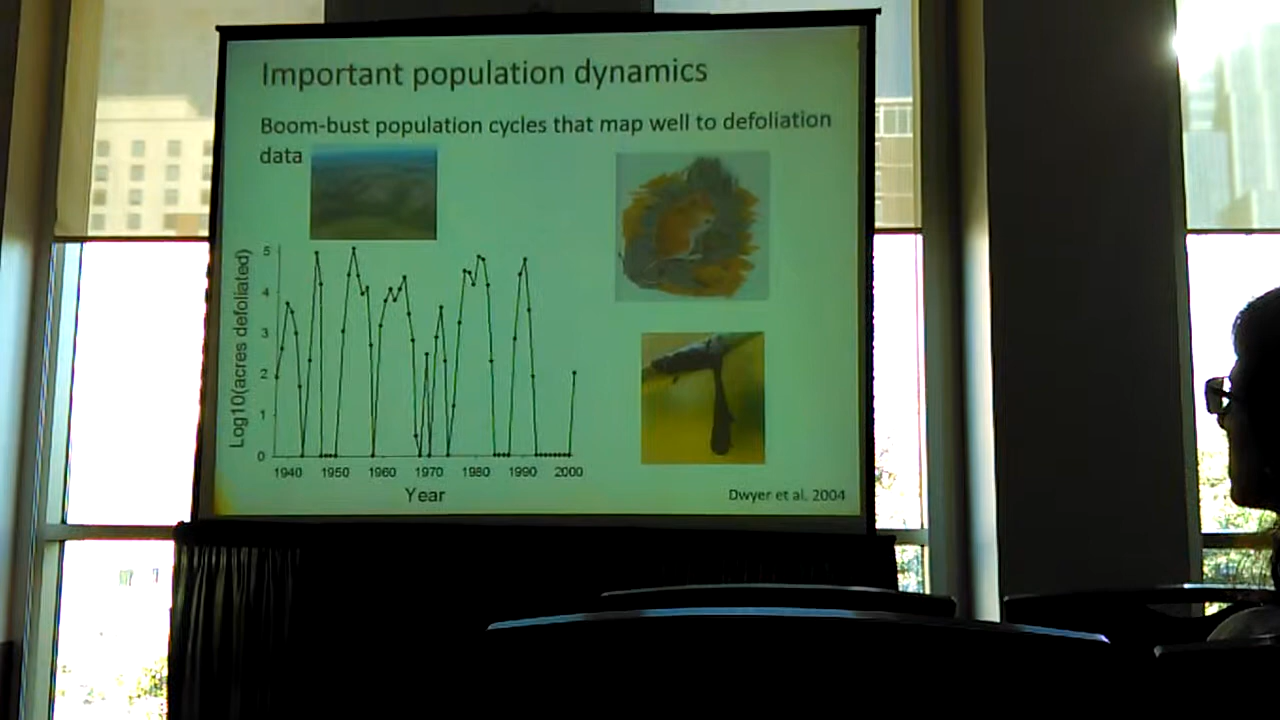 Important population dynamics
Boom-bust population cycles that map well to defoliation
data
Log10(acres defoliated)
5
4
3
2
1
0
1940 1950 1960 1970 1980 1990 2000
Year
Dwyer et al. 2004